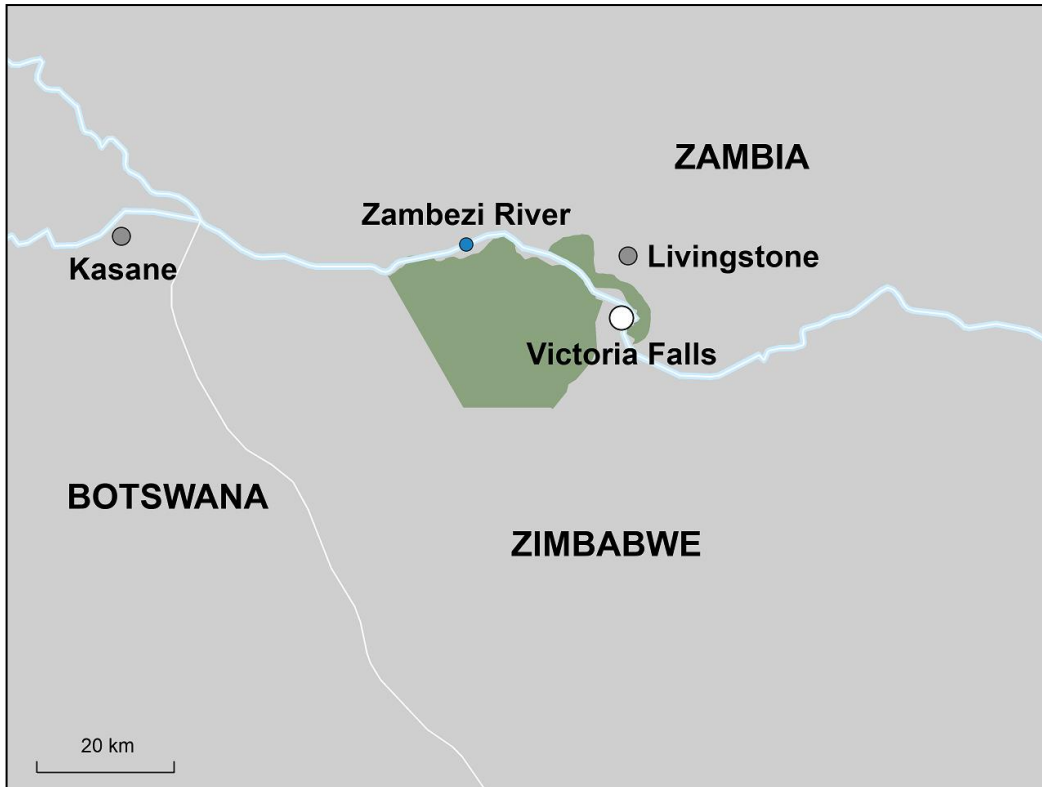 ZAMBIA
Zambezi River
Livingstone
Kasane
Victoria Falls
BOTSWANA
ZIMBABWE
20 km